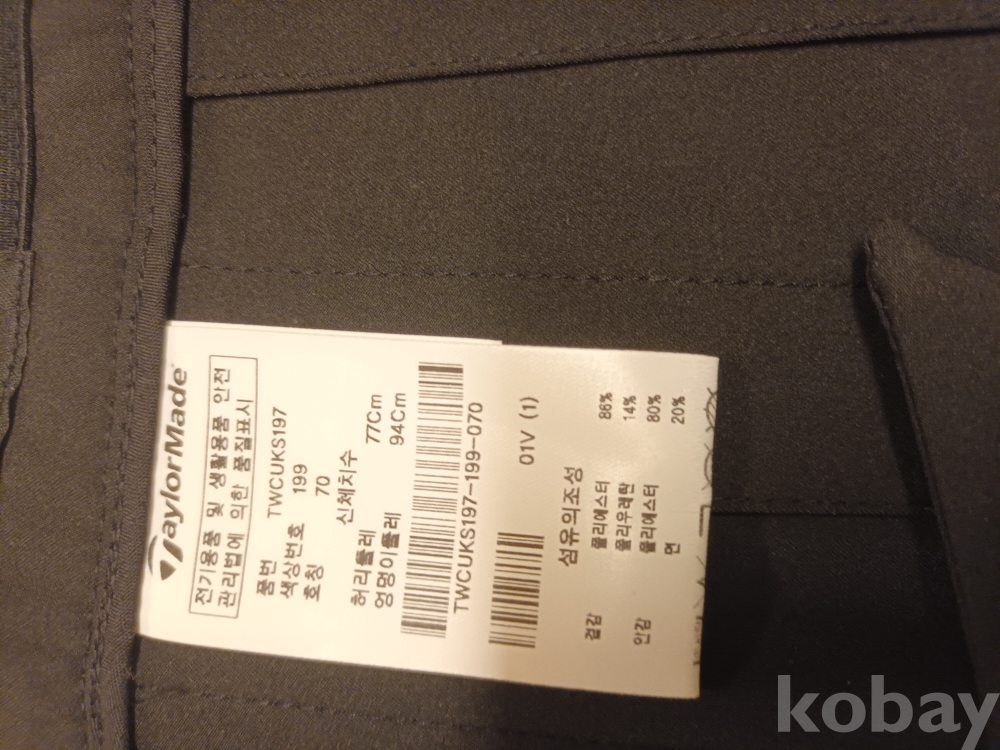 TaylorMade
전기용품 및 생활용품 안전
관리법에 의한 품질표시
품번 TWCUKS197
색상번호 199
호칭 70
신체치수
허리둘레 77Cm
엉덩이둘레 94Cm
TWCUKS197-199-070
01V (1)
섬유의조성
겉감 폴리에스터 86%
폴리우레탄 14%
안감 폴리에스터 80%
면 20%
kobay